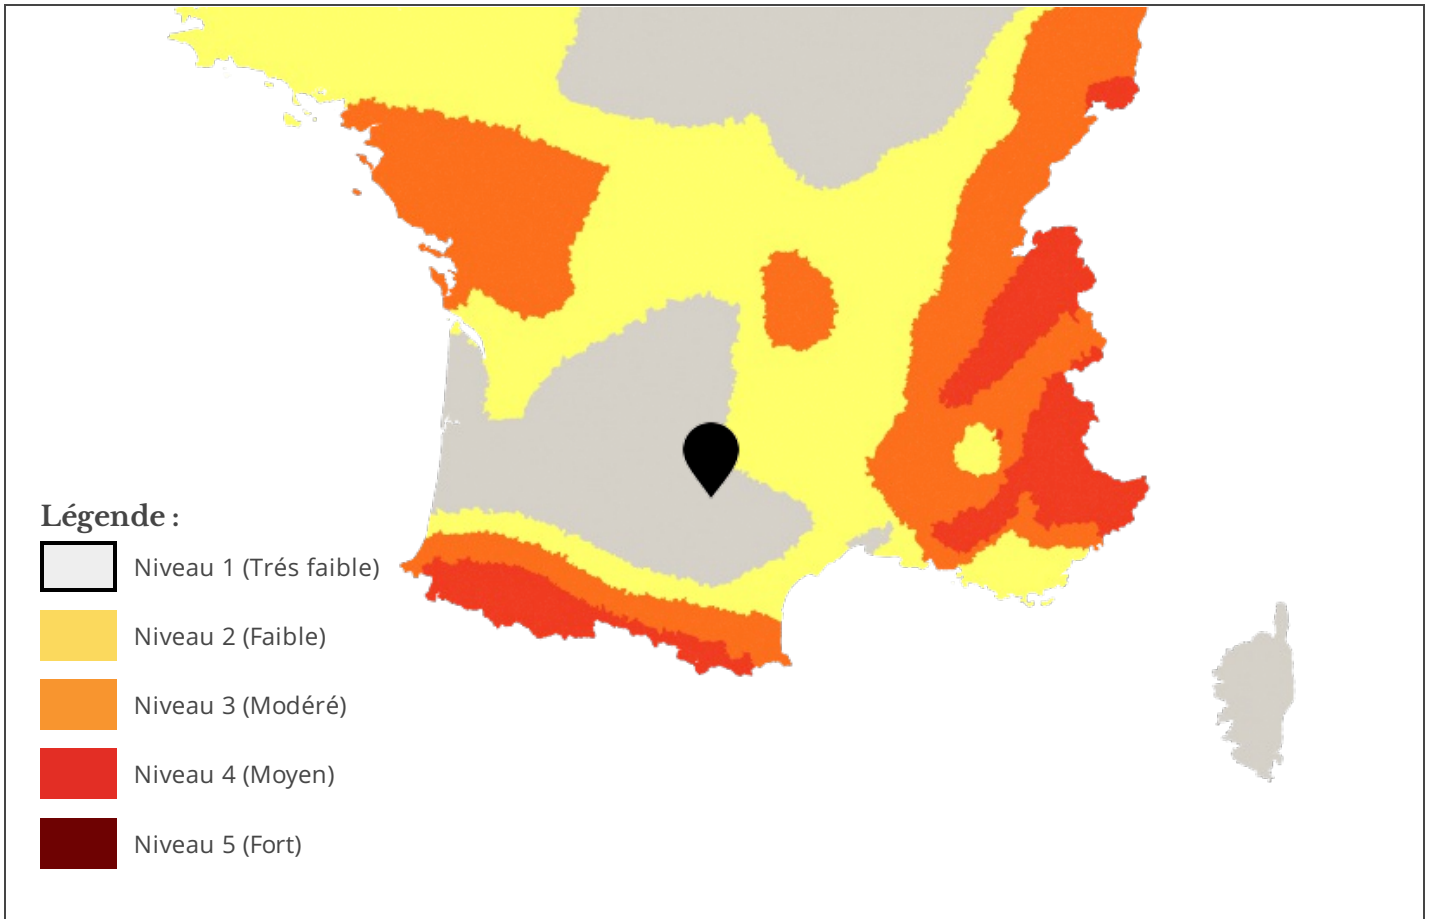 Légende :
Niveau 1 (Trés faible)
Niveau 2 (Faible)
Niveau 3 (Modéré)
Niveau 4 (Moyen)
Niveau 5 (Fort)